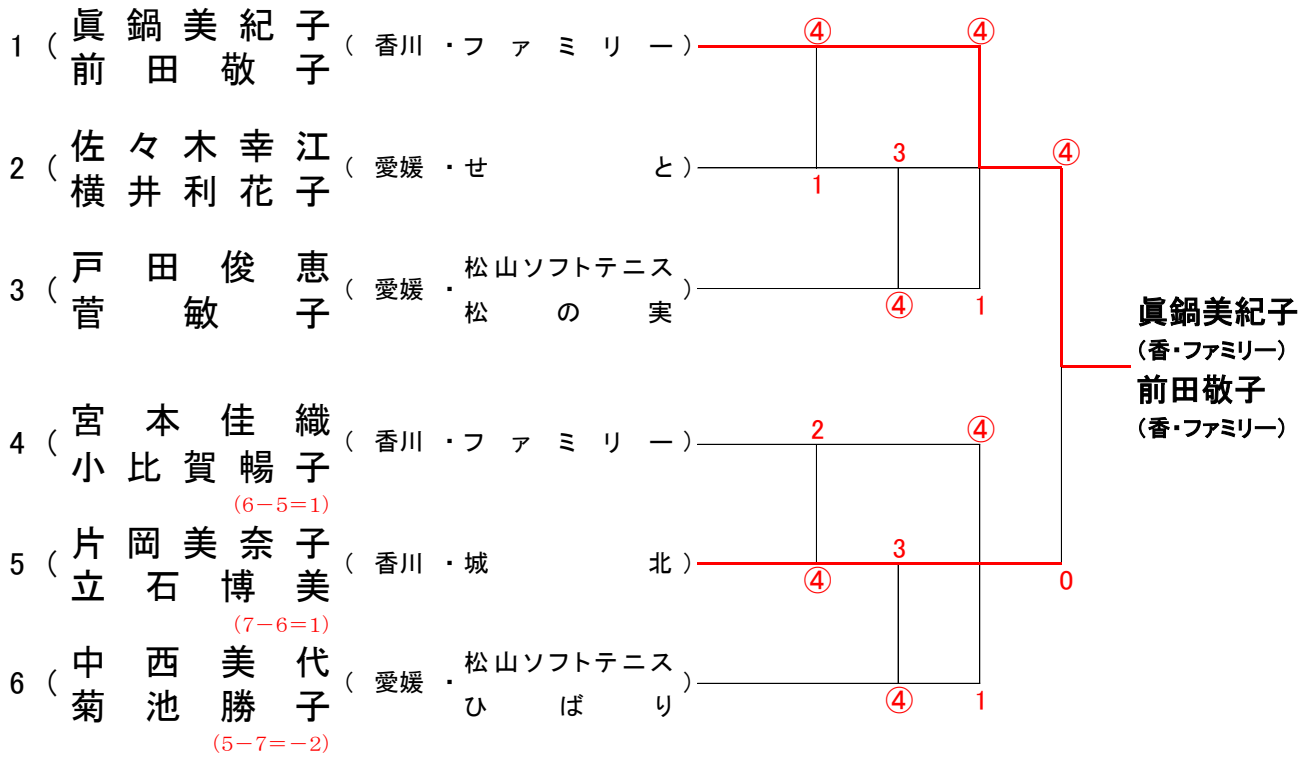 1 ( 眞鍋美紀子 ( 香川 ・ファミリー )
前田敬子
④ ④
2 ( 佐々木幸江 ( 愛媛 ・せと )
横井利花子
1 3 ④
3 ( 戸田俊恵 ( 愛媛 ・松山ソフトテニス
菅敏子 松の実 )
④ 1
眞鍋美紀子
(香・ファミリー)
前田敬子
(香・ファミリー)
4 ( 宮本佳織 ( 香川 ・ファミリー )
小比賀暢子
(6-5=1)
2 ④
5 ( 片岡美奈子 ( 香川 ・城北 )
立石博美
(7-6=1)
④ 3 0
6 ( 中西美代 ( 愛媛 ・松山ソフトテニス
菊池勝子 ひばり )
(5-7=-2)
④ 1